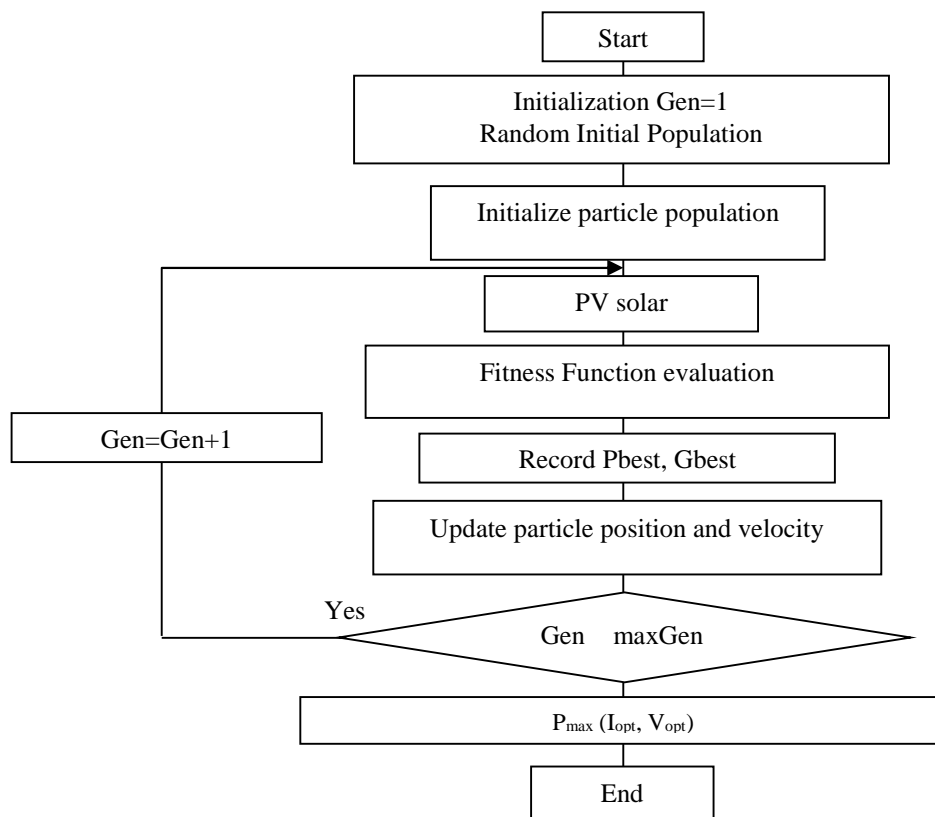 Start
Initialization Gen=1
Random Initial Population
Initialize particle population
PV solar
Fitness Function evaluation
Gen=Gen+1
Record Pbest, Gbest
Update particle position and velocity
Yes
Gen maxGen
Pmax (Iopt, Vopt)
End